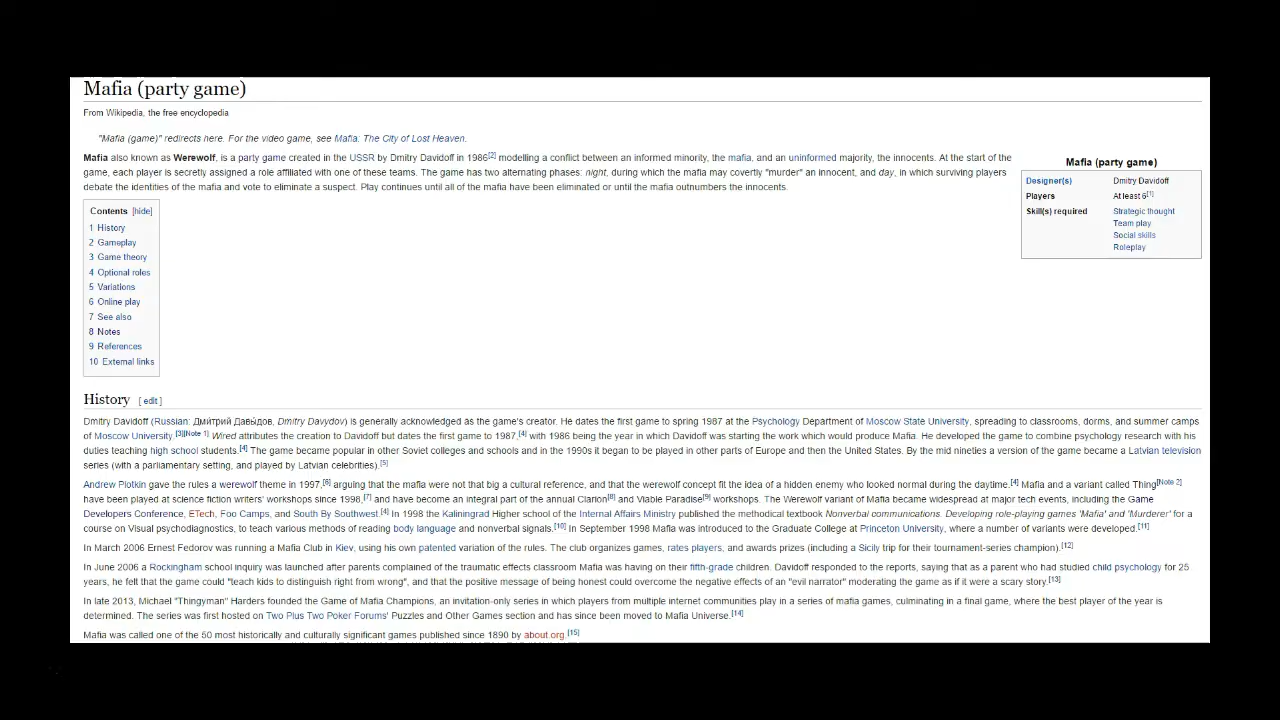 Mafia (party game)
From Wikipedia, the free encyclopedia
"Mafia (game)" redirects here. For the video game, see Mafia: The City of Lost Heaven.
Mafia also known as Werewolf, is a party game created in the USSR by Dmitry Davidoff in 1986[2] modelling a conflict between an informed minority, the mafia, and an uninformed majority, the innocents. At the start of the
game, each player is secretly assigned a role affiliated with one of these teams. The game has two alternating phases: night, during which the mafia may covertly "murder" an innocent, and day, in which surviving players
debate the identities of the mafia and vote to eliminate a suspect. Play continues until all of the mafia have been eliminated or until the mafia outnumbers the innocents.
Mafia (party game)
Designer(s) Dmitry Davidoff
Players At least 6[1]
Skill(s) required Strategic thought
Team play
Social skills
Roleplay
Contents [hide]
1 History
2 Gameplay
3 Game theory
4 Optional roles
5 Variations
6 Online play
7 See also
8 Notes
9 References
10 External links
History [ edit ]
Dmitry Davidoff (Russian: Дми́трий Давы́дов, Dmitry Davydov) is generally acknowledged as the game's creator. He dates the first game to spring 1987 at the Psychology Department of Moscow State University, spreading to classrooms, dorms, and summer camps
of Moscow University.[3][Note 1] Wired attributes the creation to Davidoff but dates the first game to 1987,[4] with 1986 being the year in which Davidoff was starting the work which would produce Mafia. He developed the game to combine psychology research with his
duties teaching high school students.[4] The game became popular in other Soviet colleges and schools and in the 1990s it began to be played in other parts of Europe and then the United States. By the mid nineties a version of the game became a Latvian television
series (with a parliamentary setting, and played by Latvian celebrities).[5]
Andrew Plotkin gave the rules a werewolf theme in 1997,[6] arguing that the mafia were not that big a cultural reference, and that the werewolf concept fit the idea of a hidden enemy who looked normal during the daytime.[4] Mafia and a variant called Thing[Note 2]
have been played at science fiction writers' workshops since 1998,[7] and have become an integral part of the annual Clarion[8] and Viable Paradise[9] workshops. The Werewolf variant of Mafia became widespread at major tech events, including the Game
Developers Conference, ETech, Foo Camps, and South By Southwest.[4] In 1998 the Kaliningrad Higher school of the Internal Affairs Ministry published the methodical textbook Nonverbal communications. Developing role-playing games 'Mafia' and 'Murderer' for a
course on Visual psychodiagnostics, to teach various methods of reading body language and nonverbal signals.[10] In September 1998 Mafia was introduced to the Graduate College at Princeton University, where a number of variants were developed.[11]
In March 2006 Ernest Fedorov was running a Mafia Club in Kiev, using his own patented variation of the rules. The club organizes games, rates players, and awards prizes (including a Sicily trip for their tournament-series champion).[12]
In June 2006 a Rockingham school inquiry was launched after parents complained of the traumatic effects classroom Mafia was having on their fifth-grade children. Davidoff responded to the reports, saying that as a parent who had studied child psychology for 25
years, he felt that the game could "teach kids to distinguish right from wrong", and that the positive message of being honest could overcome the negative effects of an "evil narrator" moderating the game as if it were a scary story.[13]
In late 2013, Michael "Thingyman" Harders founded the Game of Mafia Champions, an invitation-only series in which players from multiple internet communities play in a series of mafia games, culminating in a final game, where the best player of the year is
determined. The series was first hosted on Two Plus Two Poker Forums' Puzzles and Other Games section and has since been moved to Mafia Universe.[14]
Mafia was called one of the 50 most historically and culturally significant games published since 1890 by about.org.[15]